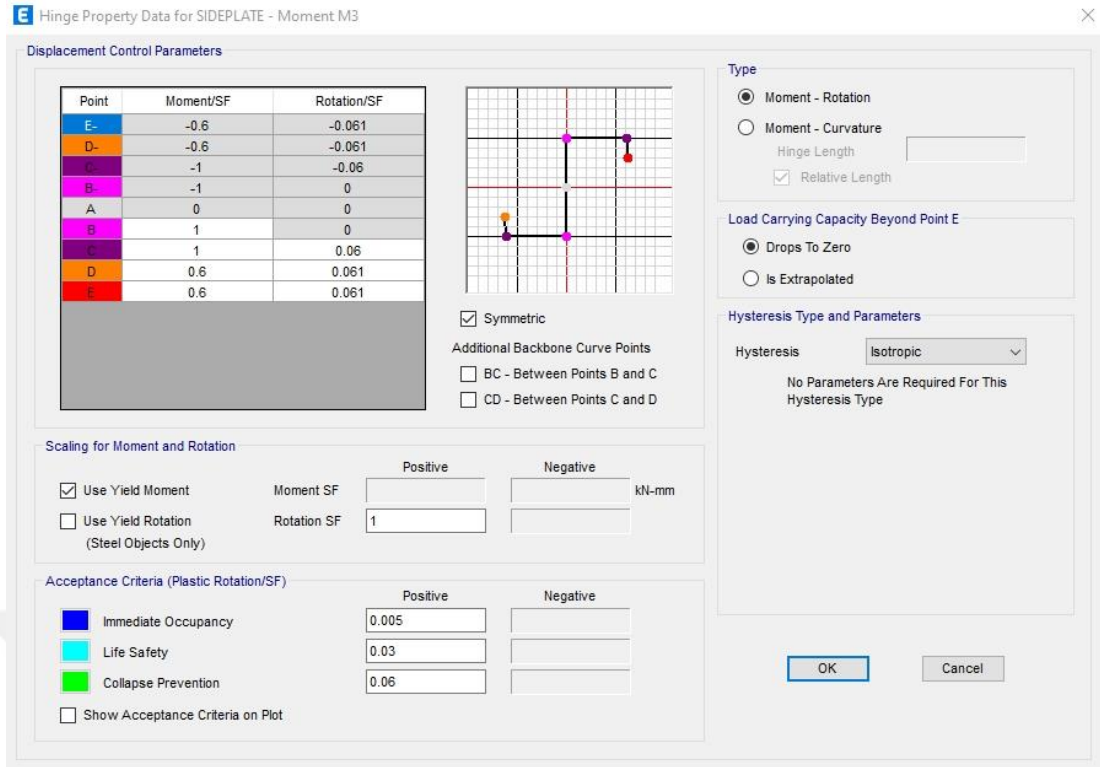 E Hinge Property Data for SIDEPLATE - Moment M3
Displacement Control Parameters
Point Moment/SF Rotation/SF
E- -0.6 -0.061
D- -0.6 -0.061
C- -1 -0.06
B- -1 0
A 0 0
B 1 0
C 1 0.06
D 0.6 0.061
E 0.6 0.061
Symmetric
Additional Backbone Curve Points
BC - Between Points B and C
CD - Between Points C and D
Type
Moment - Rotation
Moment - Curvature
Hinge Length
Relative Length
Load Carrying Capacity Beyond Point E
Drops To Zero
Is Extrapolated
Hysteresis Type and Parameters
Hysteresis Isotropic
No Parameters Are Required For This
Hysteresis Type
Scaling for Moment and Rotation
Positive Negative
Use Yield Moment Moment SF kN-mm
Use Yield Rotation Rotation SF 1
(Steel Objects Only)
Acceptance Criteria (Plastic Rotation/SF)
Positive Negative
Immediate Occupancy 0.005
Life Safety 0.03
Collapse Prevention 0.06
Show Acceptance Criteria on Plot
OK Cancel